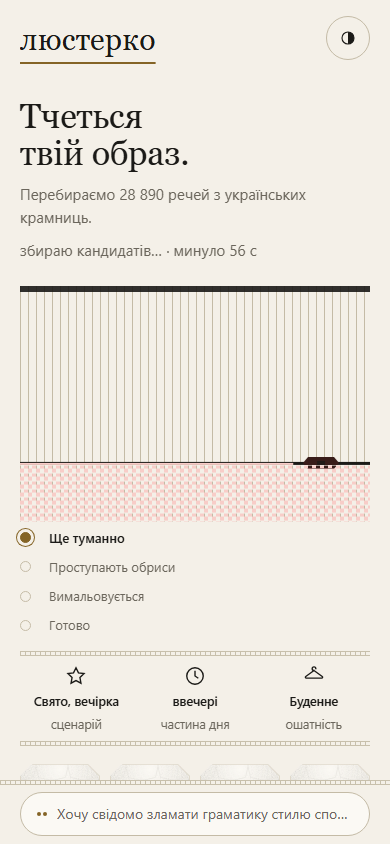 люстерко
Тчеться
твій образ.
Перебираємо 28 890 речей з українських
крамниць.
збираю кандидатів… · минуло 56 с
Ще туманно
Проступають обриси
Вимальовується
Готово
Свято, вечірка
сценарій
ввечері
частина дня
Буденне
ошатність
Хочу свідомо зламати граматику стилю спо…